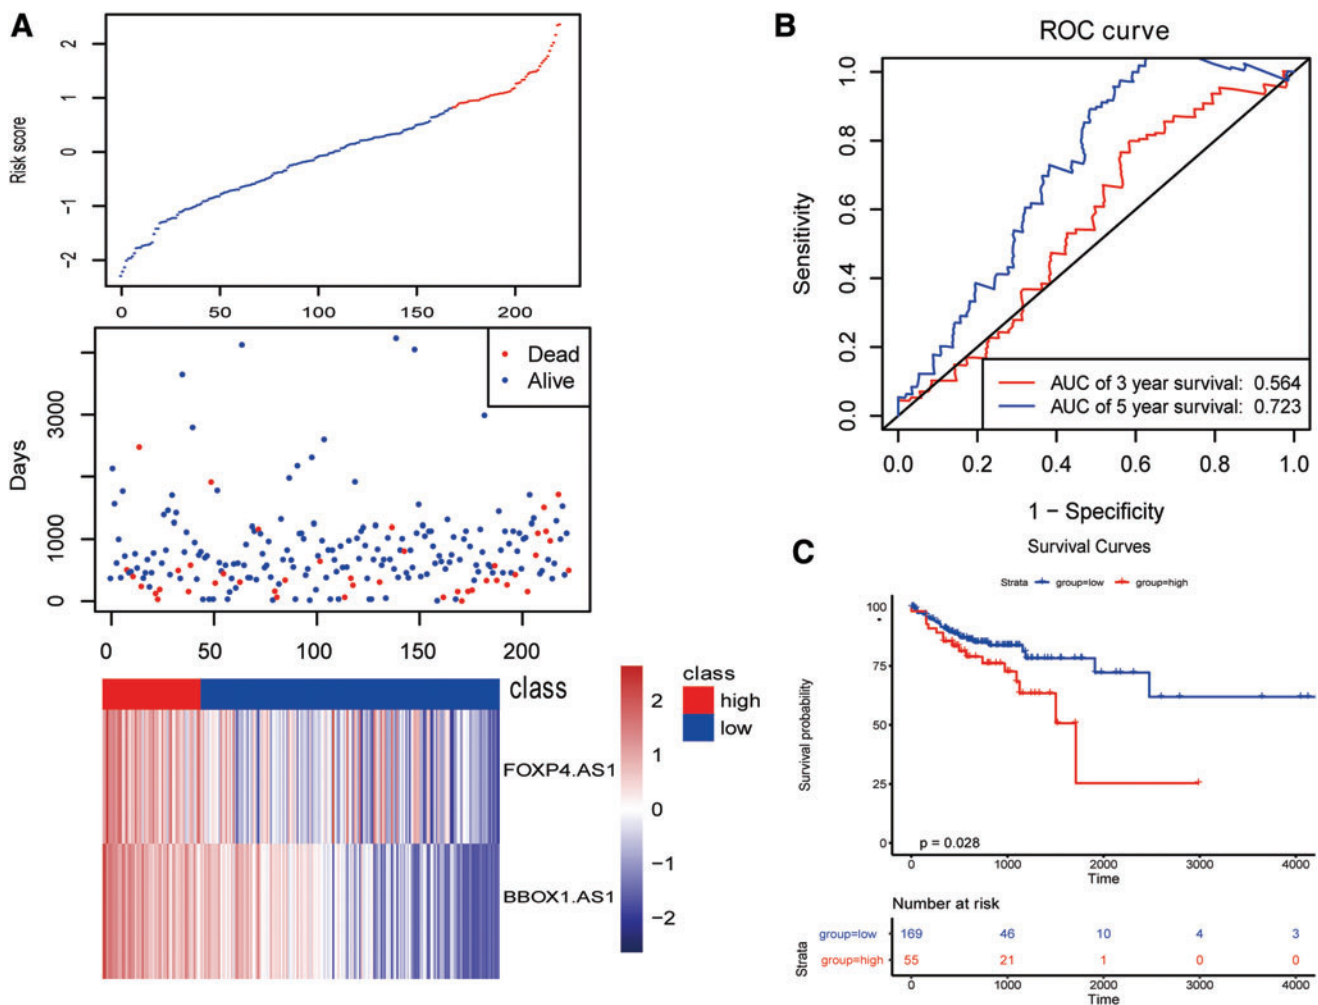 A
Risk score
2
1
0
−1
−2
0
50
100
150
200
Days
3000
1000
0
Dead
Alive
0
50
100
150
200
class
FOXP4.AS1
BBOX1.AS1
2
1
0
−1
−2
class
high
low
B
ROC curve
Sensitivity
1.0
0.8
0.6
0.4
0.2
0.0
AUC of 3 year survival: 0.564
AUC of 5 year survival: 0.723
0.0
0.2
0.4
0.6
0.8
1.0
1 − Specificity
C
Survival Curves
Strata group=low group=high
Survival probability
100
75
50
25
0
p = 0.028
0
1000
2000
3000
4000
Time
Number at risk
Strata
group=low 169 46 10 4 3
group=high 55 21 1 0 0
0
1000
2000
3000
4000
Time